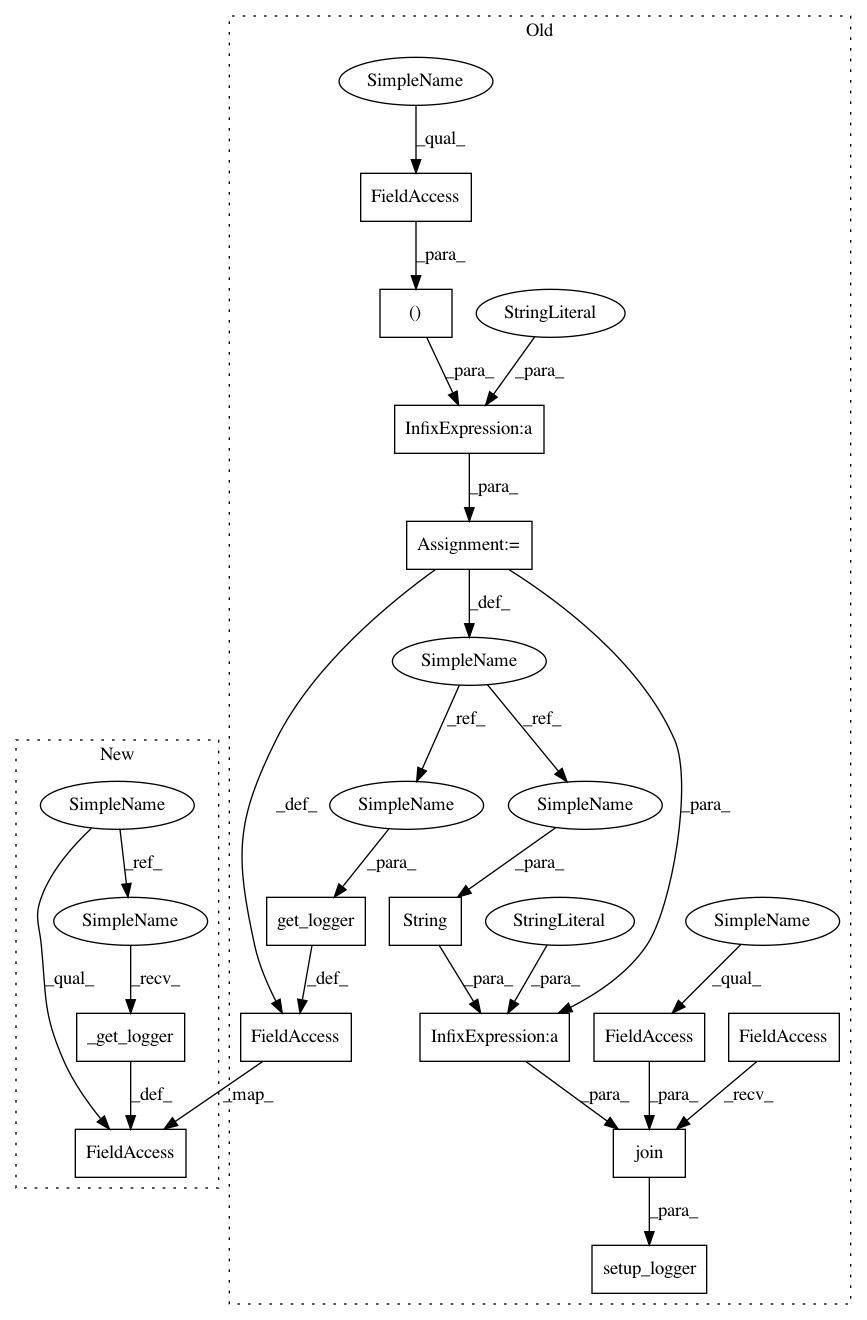 Old
SimpleName
_qual_
FieldAccess
_para_
()
StringLiteral
_para_
_para_
InfixExpression:a
_para_
Assignment:=
_def_
SimpleName
_ref_
_ref_
New
SimpleName
_def_
SimpleName
SimpleName
_para_
_ref_
_para_
_para_
SimpleName
get_logger
String
StringLiteral
SimpleName
_qual_
_recv_
_def_
_para_
_para_
_qual_
_get_logger
FieldAccess
InfixExpression:a
FieldAccess
FieldAccess
_def_
_map_
_para_
_para_
_recv_
FieldAccess
join
_para_
setup_logger